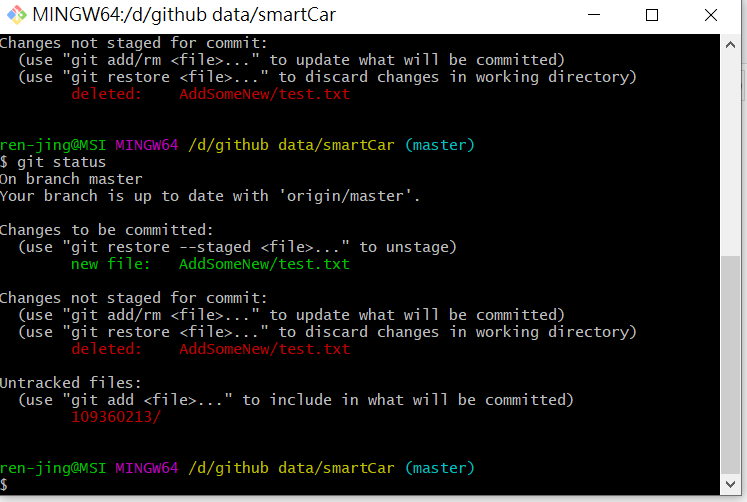 MINGW64:/d/github data/smartCar
Changes not staged for commit:
  (use "git add/rm <file>..." to update what will be committed)
  (use "git restore <file>..." to discard changes in working directory)
        deleted:    AddSomeNew/test.txt
ren-jing@MSI MINGW64 /d/github data/smartCar (master)
$ git status
On branch master
Your branch is up to date with 'origin/master'.
Changes to be committed:
  (use "git restore --staged <file>..." to unstage)
        new file:   AddSomeNew/test.txt
Changes not staged for commit:
  (use "git add/rm <file>..." to update what will be committed)
  (use "git restore <file>..." to discard changes in working directory)
        deleted:    AddSomeNew/test.txt
Untracked files:
  (use "git add <file>..." to include in what will be committed)
        109360213/
ren-jing@MSI MINGW64 /d/github data/smartCar (master)
$